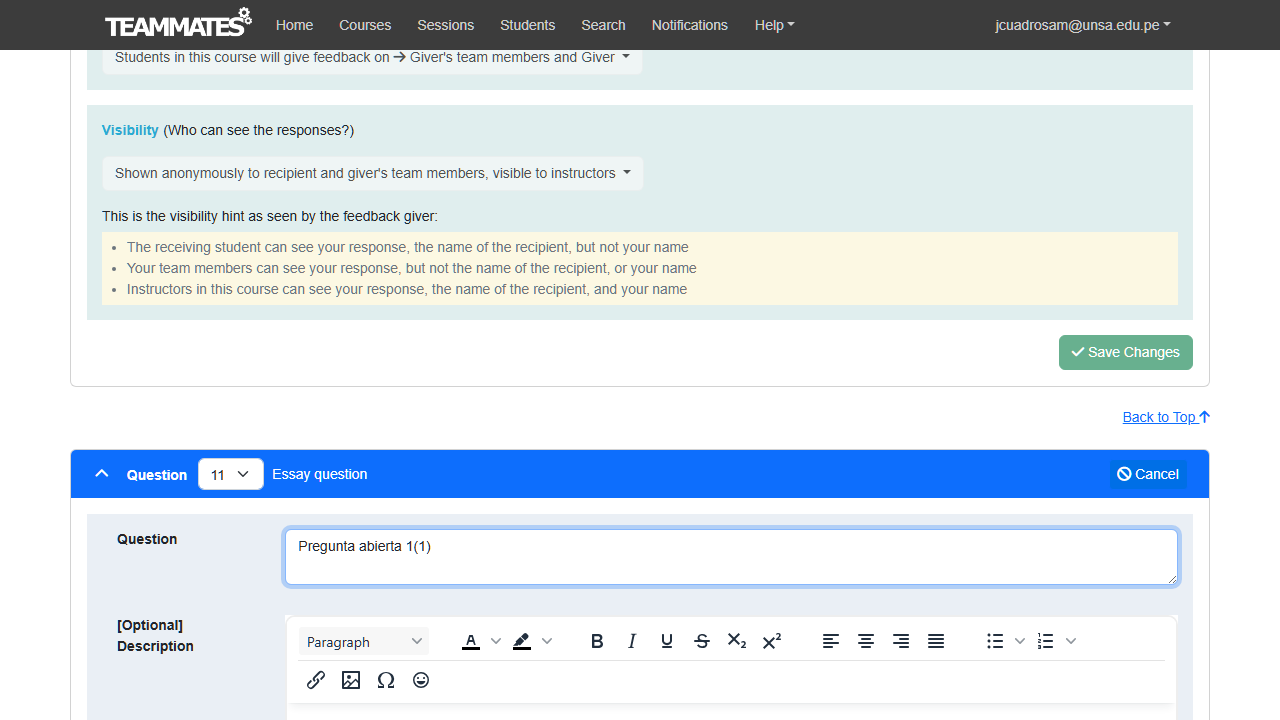 TEAMMATES Home Courses Sessions Students Search Notifications Help jcuadrosam@unsa.edu.pe
Students in this course will give feedback on → Giver's team members and Giver
Visibility (Who can see the responses?)
Shown anonymously to recipient and giver's team members, visible to instructors
This is the visibility hint as seen by the feedback giver:
• The receiving student can see your response, the name of the recipient, but not your name
• Your team members can see your response, but not the name of the recipient, or your name
• Instructors in this course can see your response, the name of the recipient, and your name
Save Changes
Back to Top
Question 11 Essay question Cancel
Question
Pregunta abierta 1(1)
[Optional]
Description
Paragraph